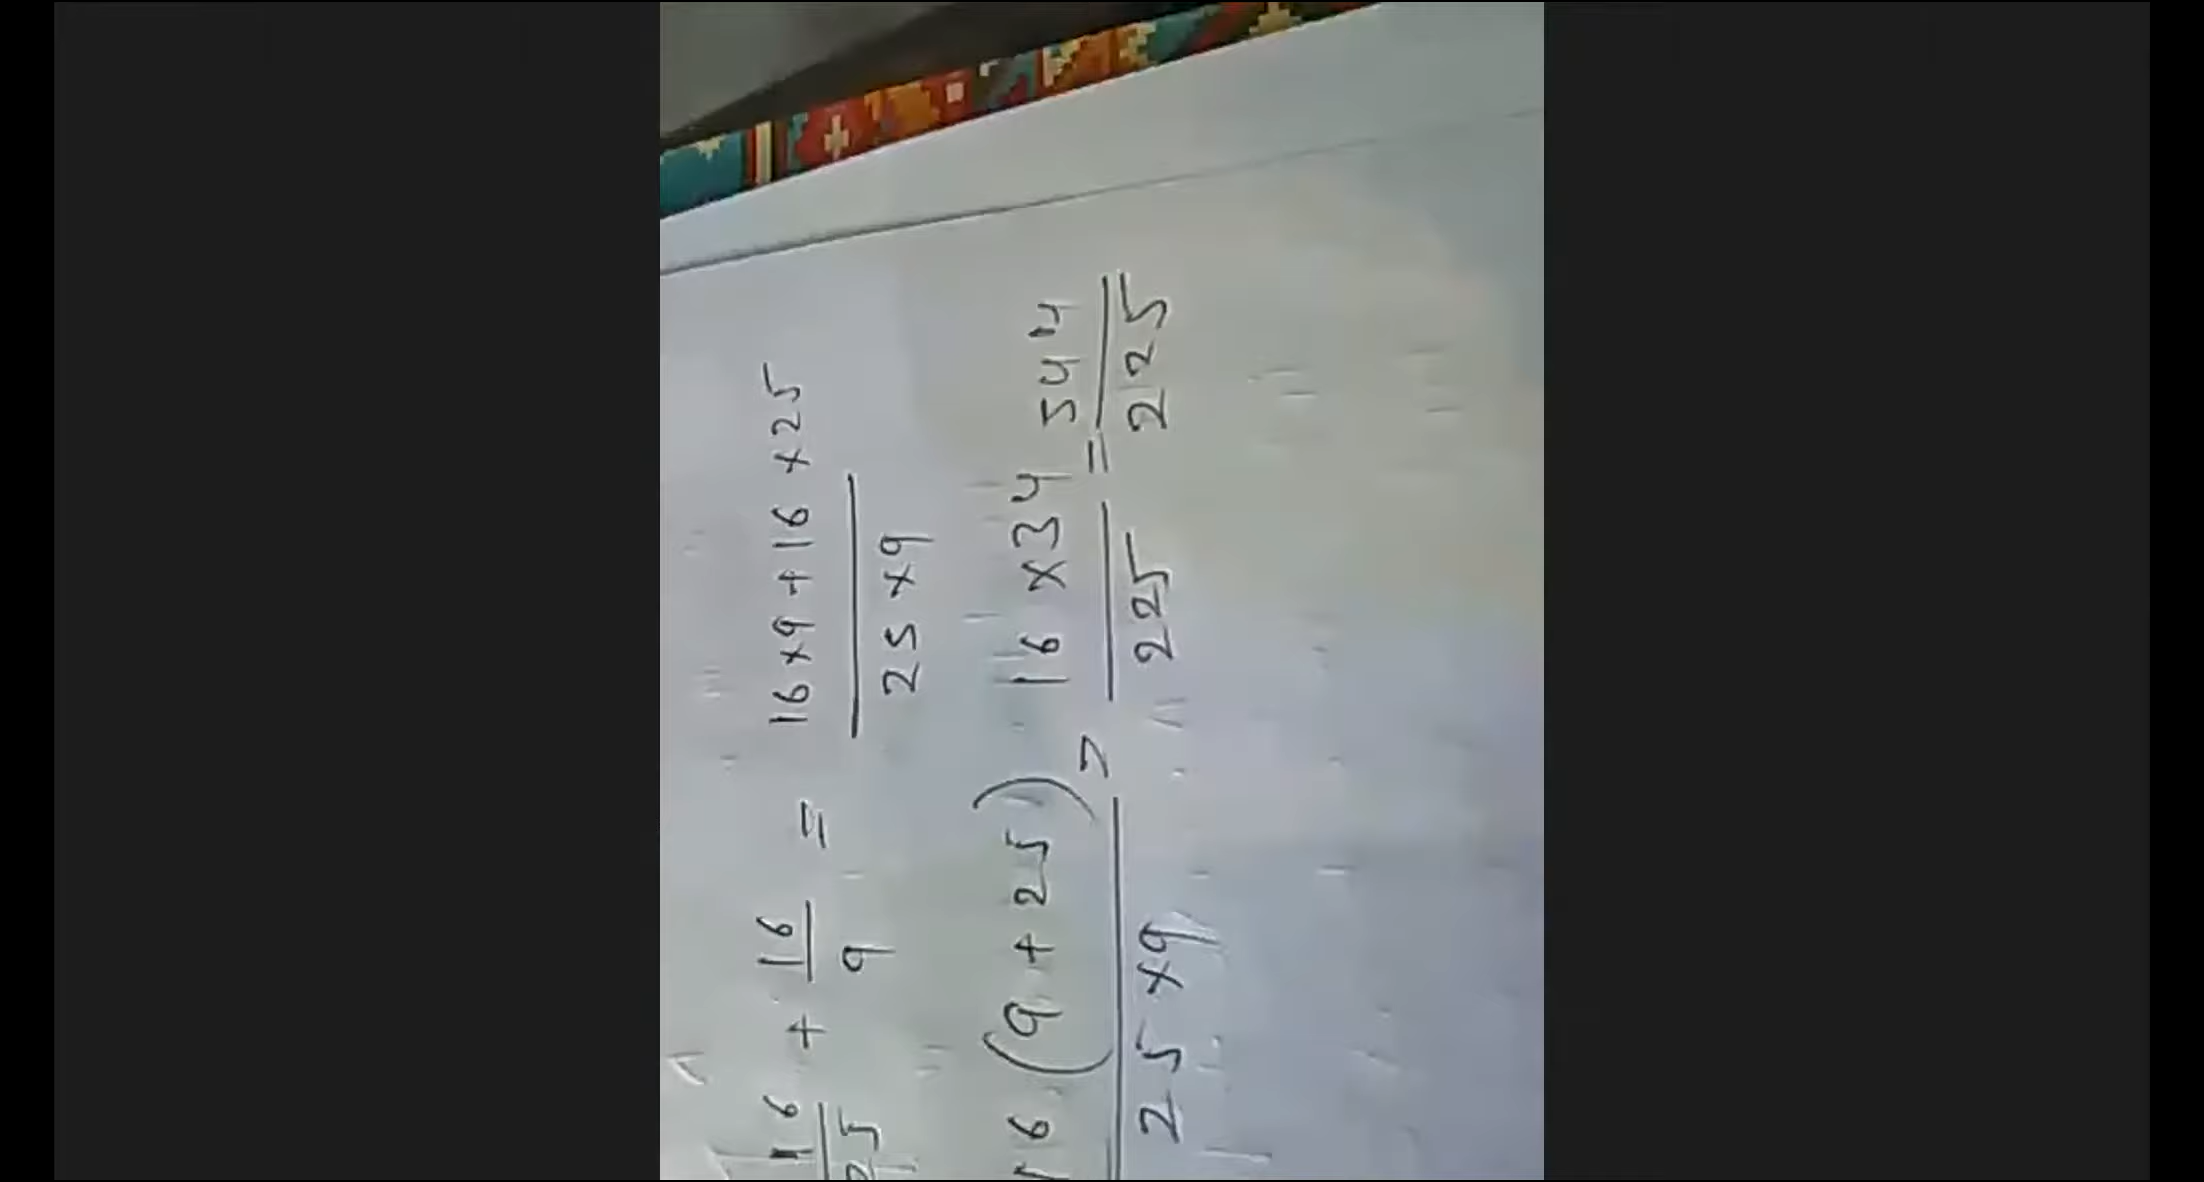 16/25 + 16/9 = 16×9+16×25 / 25×9
16(9+25) / 25×9 = 16×34 / 225 = 544 / 225